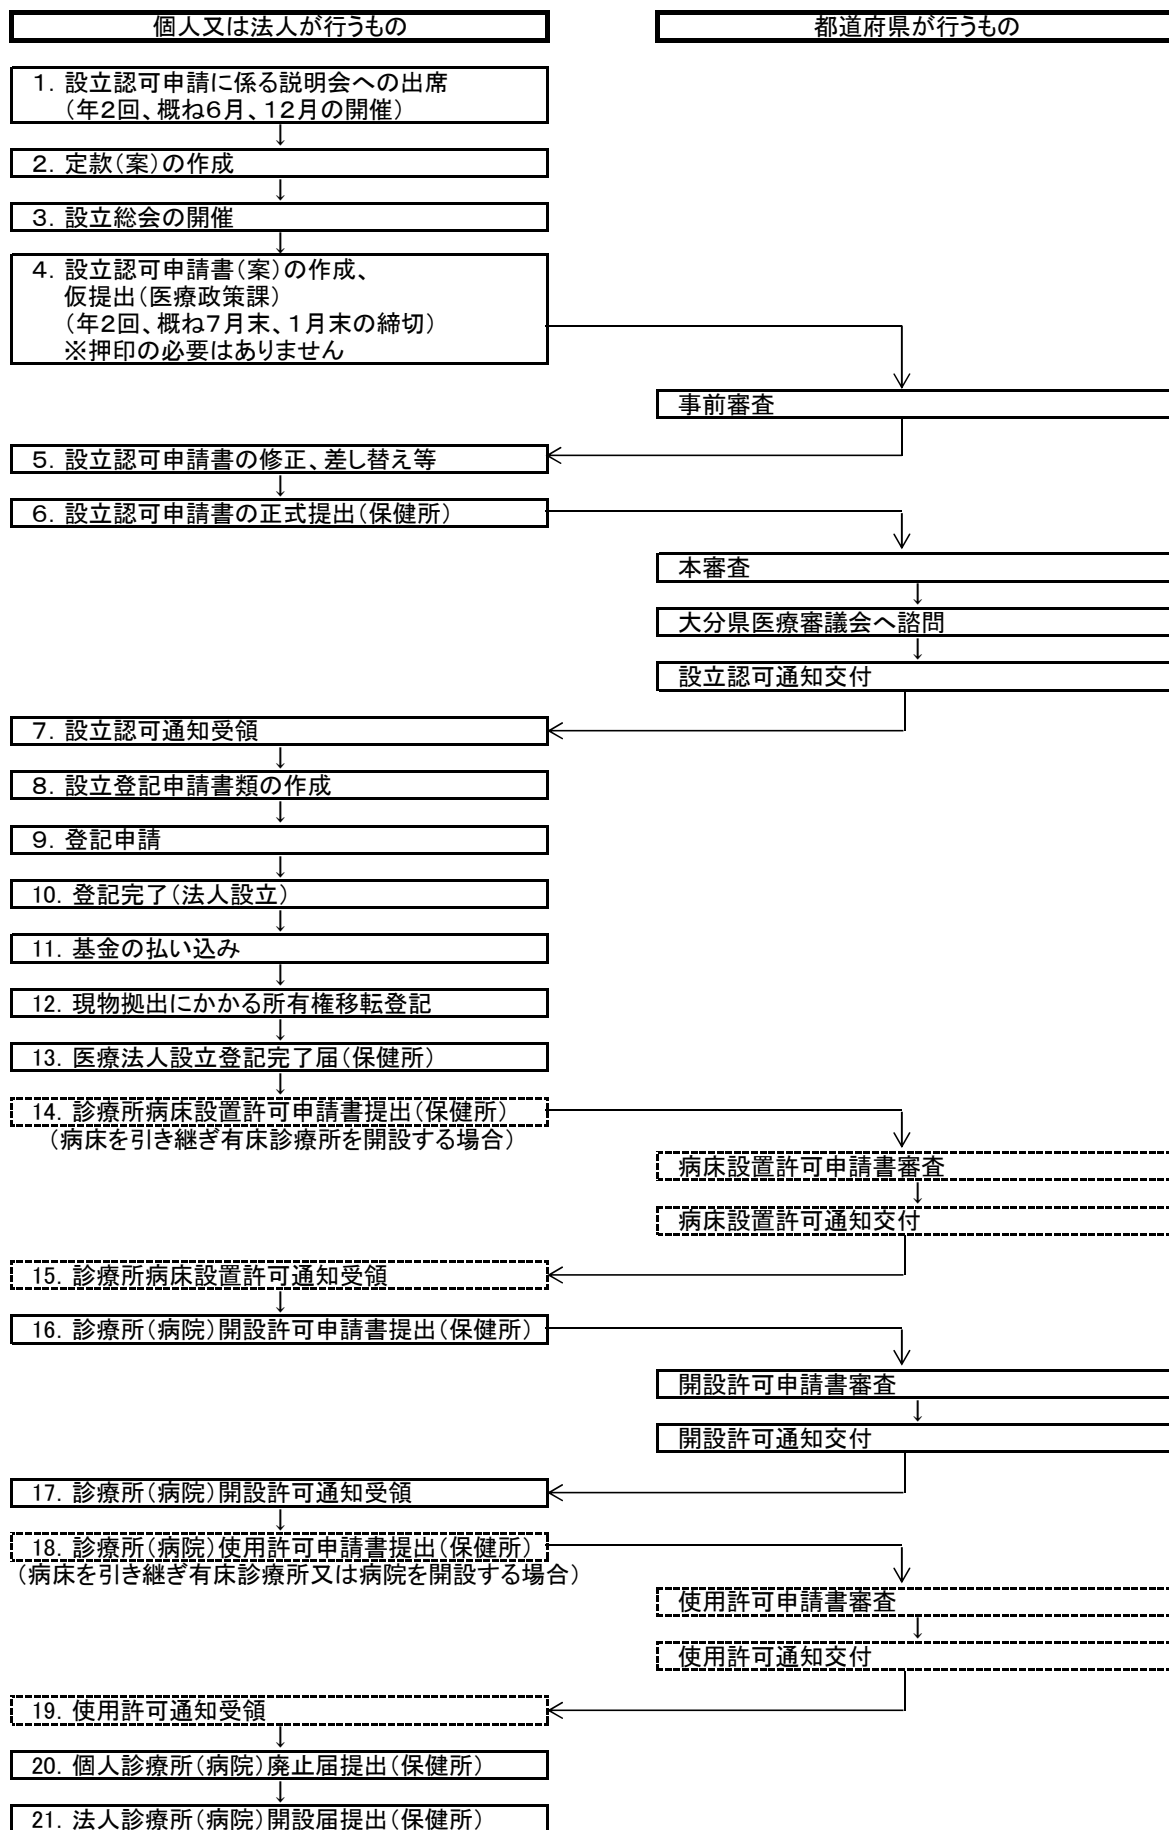 個人又は法人が行うもの
都道府県が行うもの
１．設立認可申請に係る説明会への出席
（年２回、概ね６月、１２月の開催）
↓
２．定款（案）の作成
↓
３．設立総会の開催
↓
４．設立認可申請書（案）の作成、
仮提出（医療政策課）
（年２回、概ね７月末、１月末の締切）
※押印の必要はありません
事前審査
５．設立認可申請書の修正、差し替え等
↓
６．設立認可申請書の正式提出（保健所）
本審査
↓
大分県医療審議会へ諮問
↓
設立認可通知交付
７．設立認可通知受領
↓
８．設立登記申請書類の作成
↓
９．登記申請
↓
10．登記完了（法人設立）
↓
11．基金の払い込み
↓
12．現物拠出にかかる所有権移転登記
↓
13．医療法人設立登記完了届（保健所）
↓
14．診療所病床設置許可申請書提出（保健所）
（病床を引き継ぎ有床診療所を開設する場合）
病床設置許可申請書審査
↓
病床設置許可通知交付
15．診療所病床設置許可通知受領
↓
16．診療所（病院）開設許可申請書提出（保健所）
開設許可申請書審査
↓
開設許可通知交付
17．診療所（病院）開設許可通知受領
↓
18．診療所（病院）使用許可申請書提出（保健所）
（病床を引き継ぎ有床診療所又は病院を開設する場合）
使用許可申請書審査
↓
使用許可通知交付
19．使用許可通知受領
↓
20．個人診療所（病院）廃止届提出（保健所）
↓
21．法人診療所（病院）開設届提出（保健所）